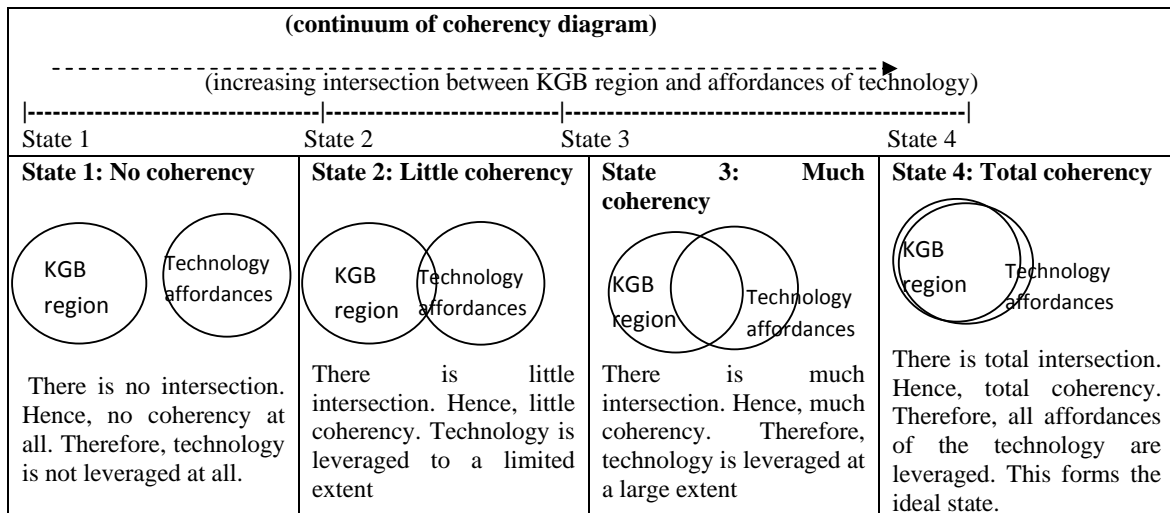 (continuum of coherency diagram)
(increasing intersection between KGB region and affordances of technology)
|---------------------------------|---------------------------|---------------------------------------------|
State 1 State 2 State 3 State 4
State 1: No coherency
KGB
region
Technology
affordances
There is no intersection.
Hence, no coherency at
all. Therefore, technology
is not leveraged at all.
State 2: Little coherency
KGB
region
Technology
affordances
There is little
intersection. Hence, little
coherency. Technology is
leveraged to a limited
extent
State 3: Much
coherency
KGB
region
Technology
affordances
There is much
intersection. Hence, much
coherency. Therefore,
technology is leveraged at
a large extent
State 4: Total coherency
KGB
region
Technology
affordances
There is total intersection.
Hence, total coherency.
Therefore, all affordances
of the technology are
leveraged. This forms the
ideal state.